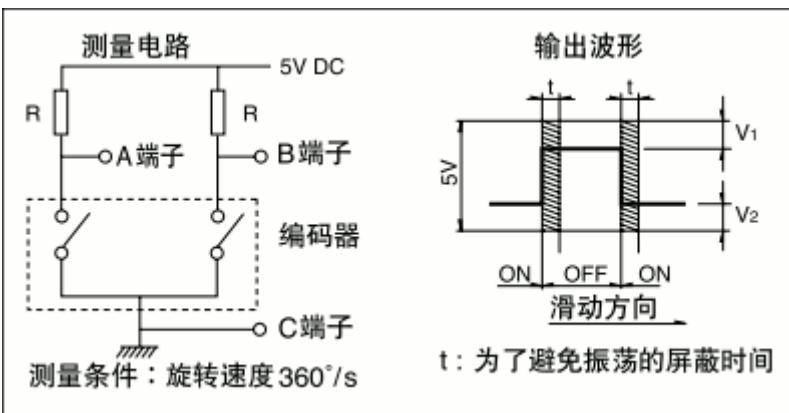 测量电路
5V DC
R
R
A端子
B端子
编码器
C端子
测量条件：旋转速度360°/s
输出波形
t
t
V1
5V
V2
ON
OFF
ON
滑动方向
t：为了避免振荡的屏蔽时间